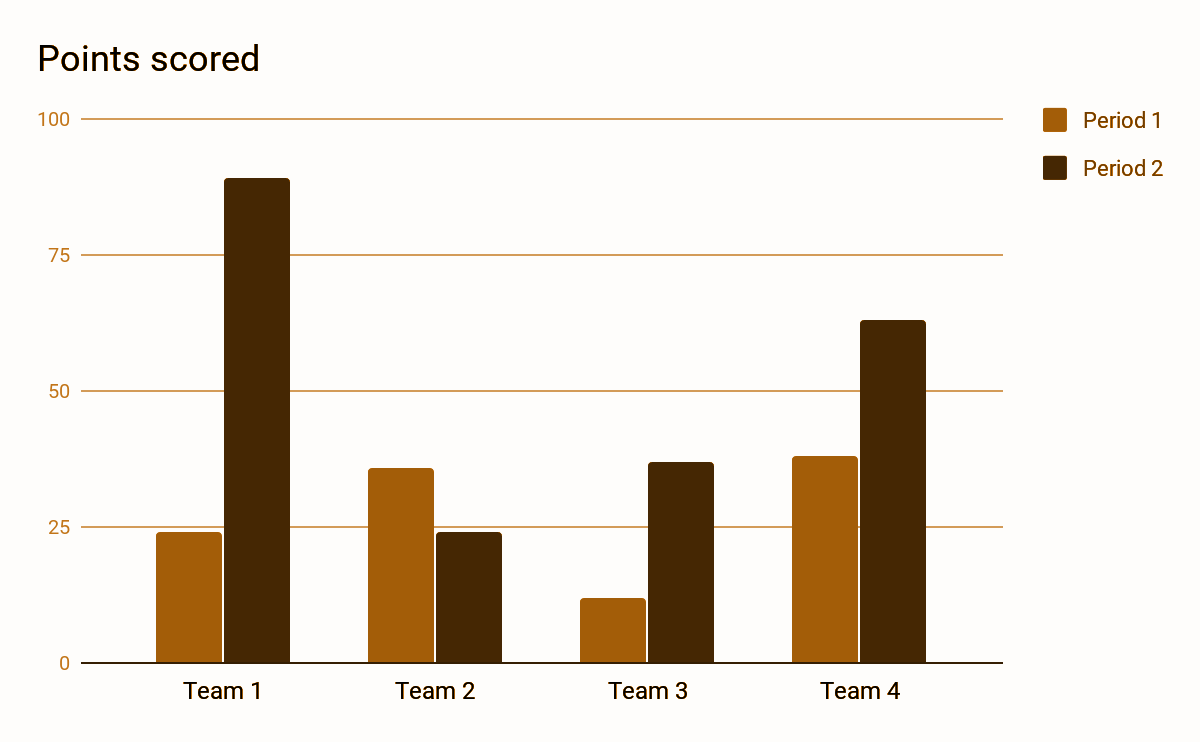 Points scored
100
75
50
25
0
Team 1
Team 2
Team 3
Team 4
Period 1
Period 2